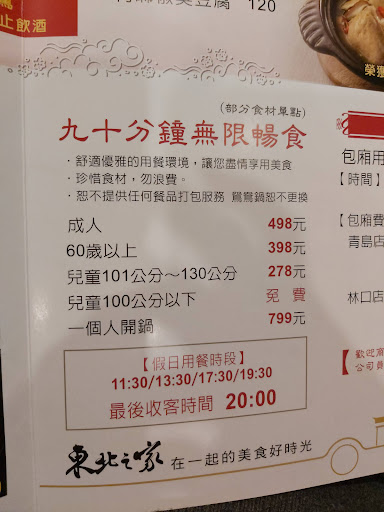 止飲酒
豆腐 120
榮獲
(部分食材單點)
九十分鐘無限暢食
·舒適優雅的用餐環境,讓您盡情享用美食
·珍惜食材,勿浪費。
·恕不提供任何餐品打包服務 鴛鴦鍋恕不更換
成人 498元
60歲以上 398元
兒童101公分～130公分 278元
兒童100公分以下 免 費
一個人開鍋 799元
【假日用餐時段】
11:30/13:30/17:30/19:30
最後收客時間 20:00
東北之家 在一起的美食好時光
包廂用
【時間】
【包廂費
青島店
林口店
【歡迎
公司